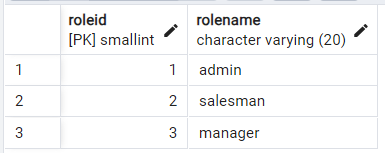 roleid rolename
[PK] smallint character varying (20)
1 1 admin
2 2 salesman
3 3 manager